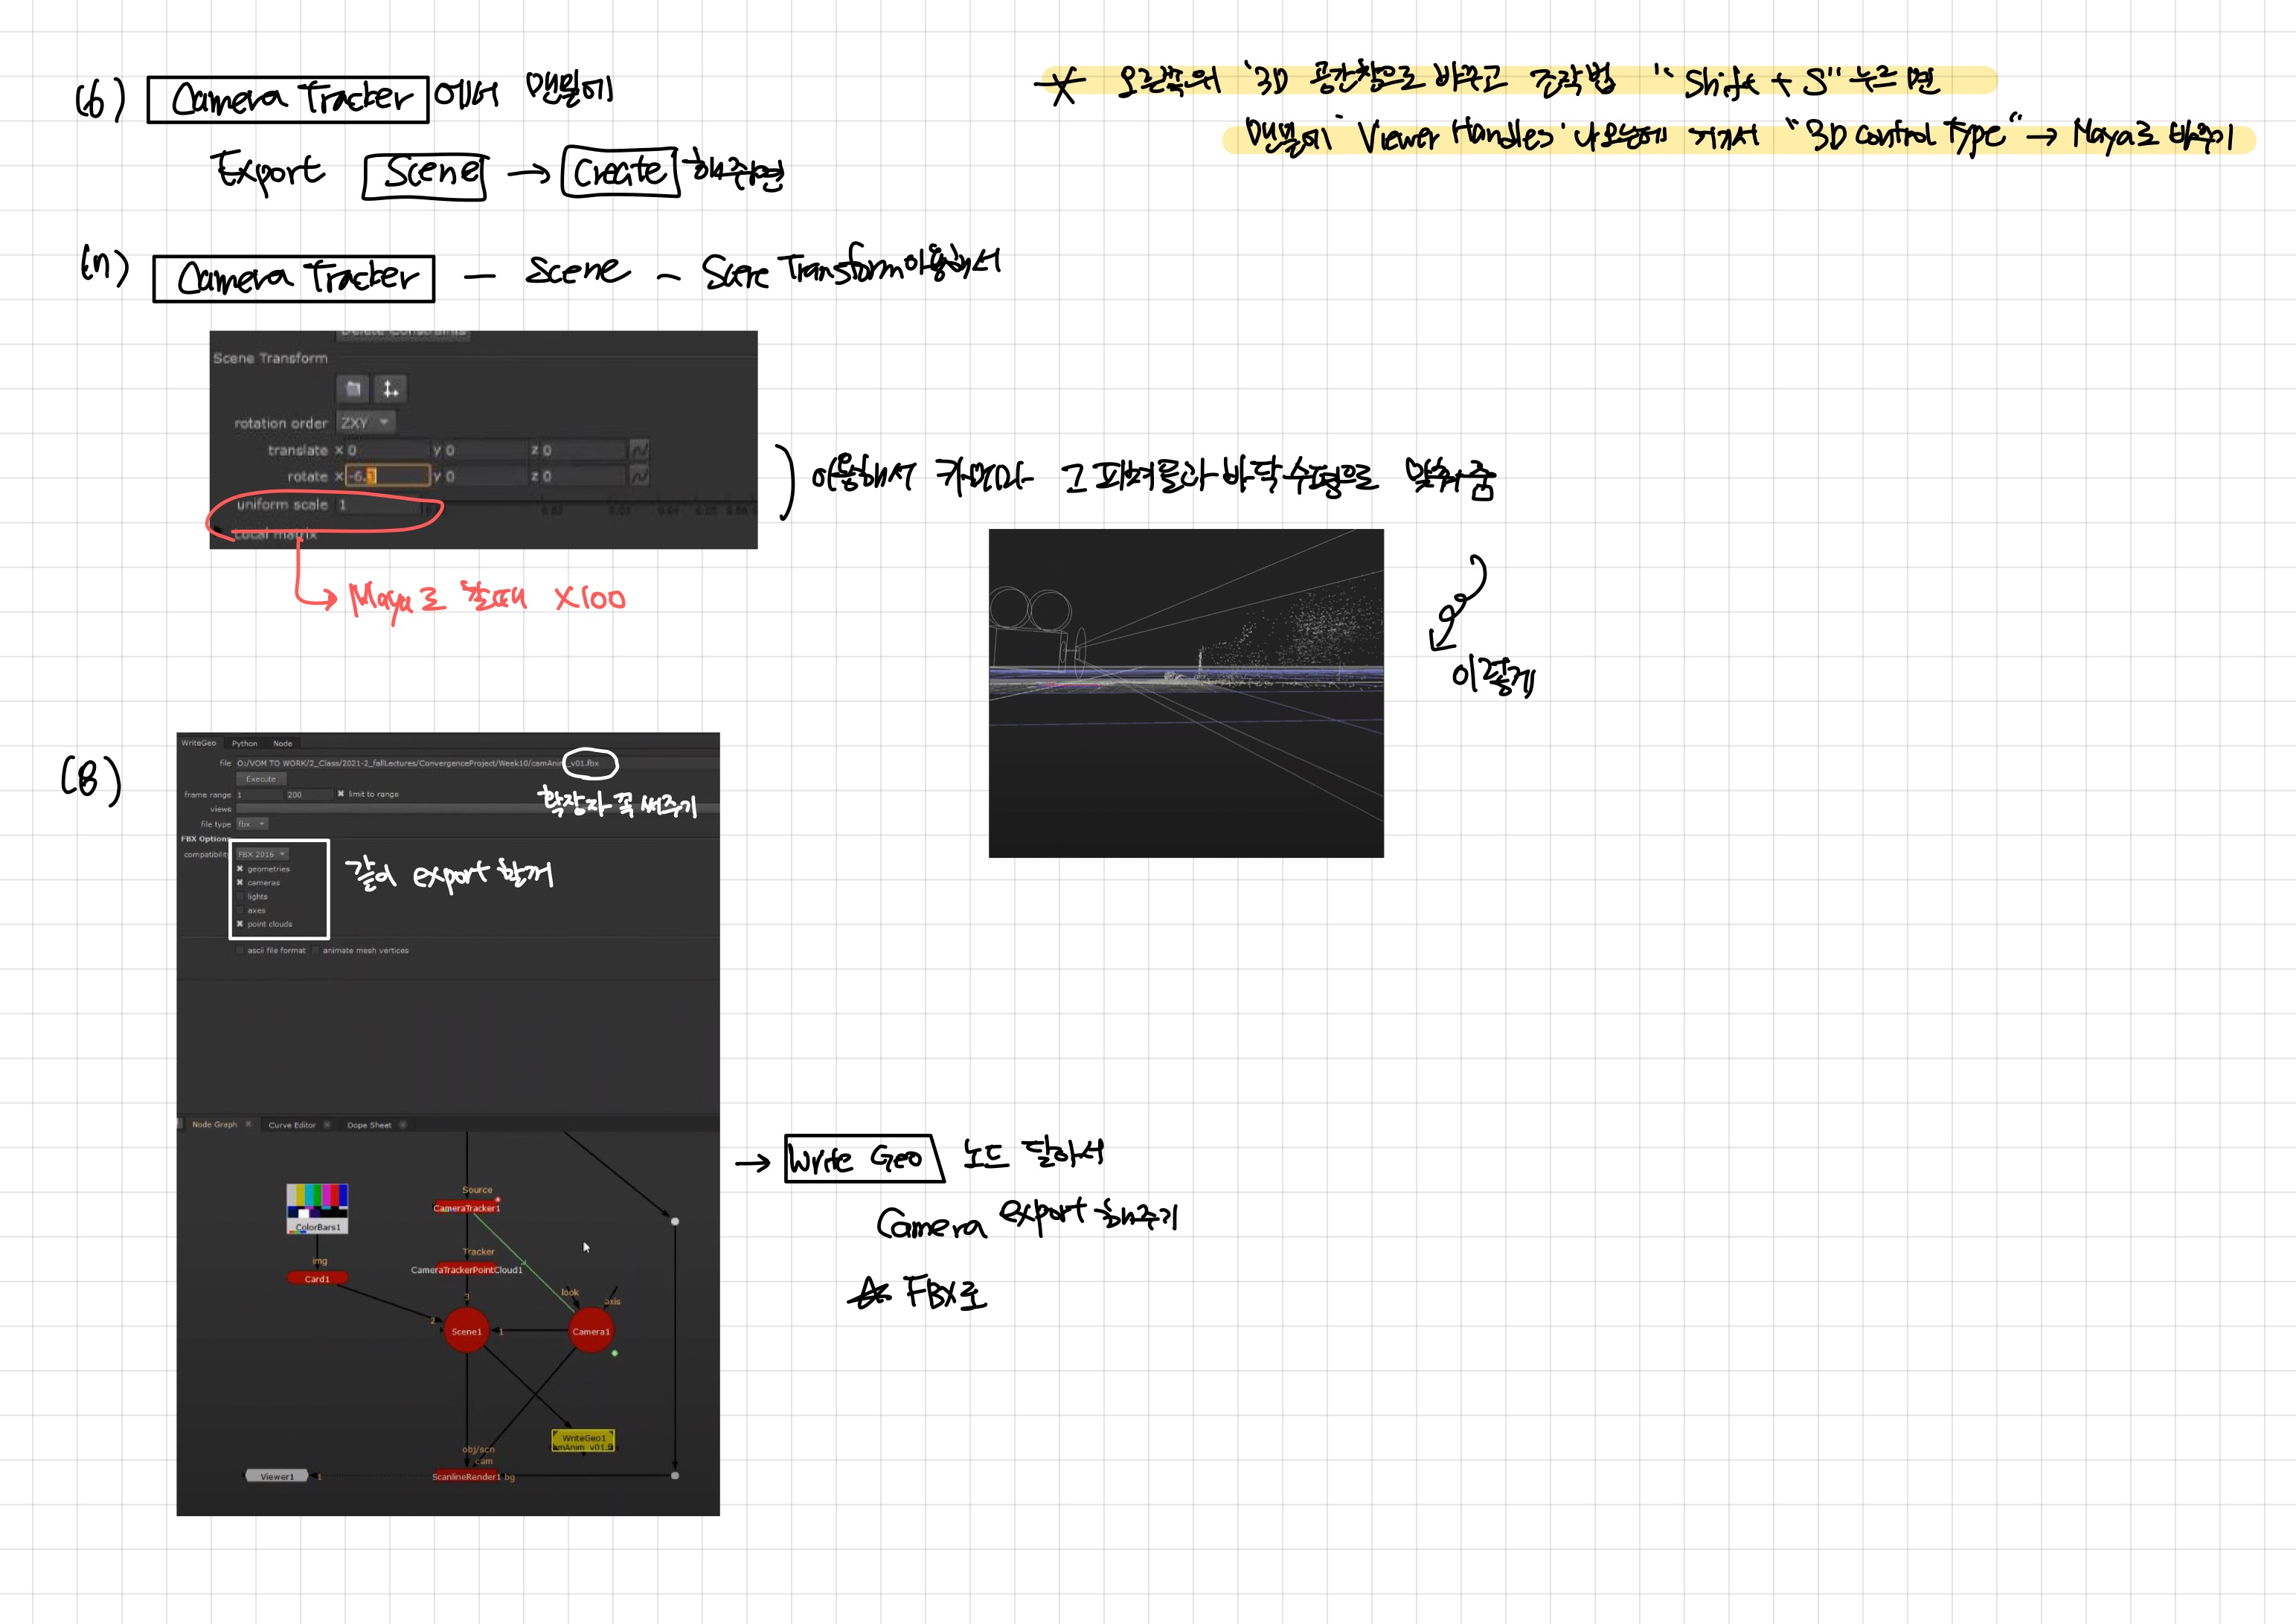 (6) Camera Tracker 에서 맨밑에
Export Scene → Create 해주면
* 오른쪽위 '3D 공간창으로 바꾸고 조작법 "Shift + S" 누르면
맨밑에 'Viewer Handles' 나오는데 거기서 "3D control Type" → Maya로 바꾸기
(7) Camera Tracker — Scene — Scene Transform이용해서
Delete Constraints
Scene Transform
rotation order ZXY
translate x 0 y 0 z 0
rotate x -6. y 0 z 0
uniform scale 1
Local matrix
→ Maya로 갈때 X100
이용해서 카메라 그 피벗률라 바닥 수평으로 맞춰줌
이렇게
(8)
WriteGeo Python Node
file O:/VOM TO WORK/2_Class/2021-2_fallLectures/ConvergenceProject/Week10/camAnim_v01.fbx
Execute
확장자 꼭 써주기
frame range 1 200 limit to range
views
file type fbx
FBX Options
compatibility FBX 2016
geometries
cameras
lights
axes
point clouds
같이 export 할꺼
ascii file format animate mesh vertices
Node Graph Curve Editor Dope Sheet
Source
CameraTracker1
ColorBars1
Tracker
CameraTrackerPointCloud1
img
Card1
look
axis
3
2
Scene1
1
Camera1
WriteGeo1
camAnim_v01.fb
obj/scn
cam
Viewer1
1
ScanlineRender1
bg
→ Write Geo 노드 달아서
Camera export 해주기
☆ FBX로